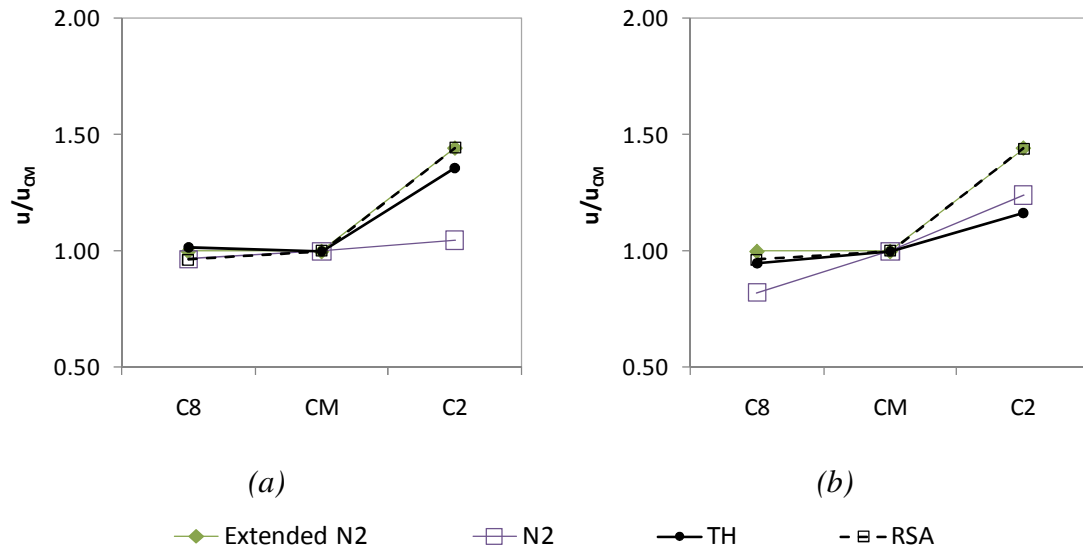 2.00
1.50
1.00
0.50
u/uCM
C8 CM C2
(a)
2.00
1.50
1.00
0.50
u/uCM
C8 CM C2
(b)
Extended N2 N2 TH RSA